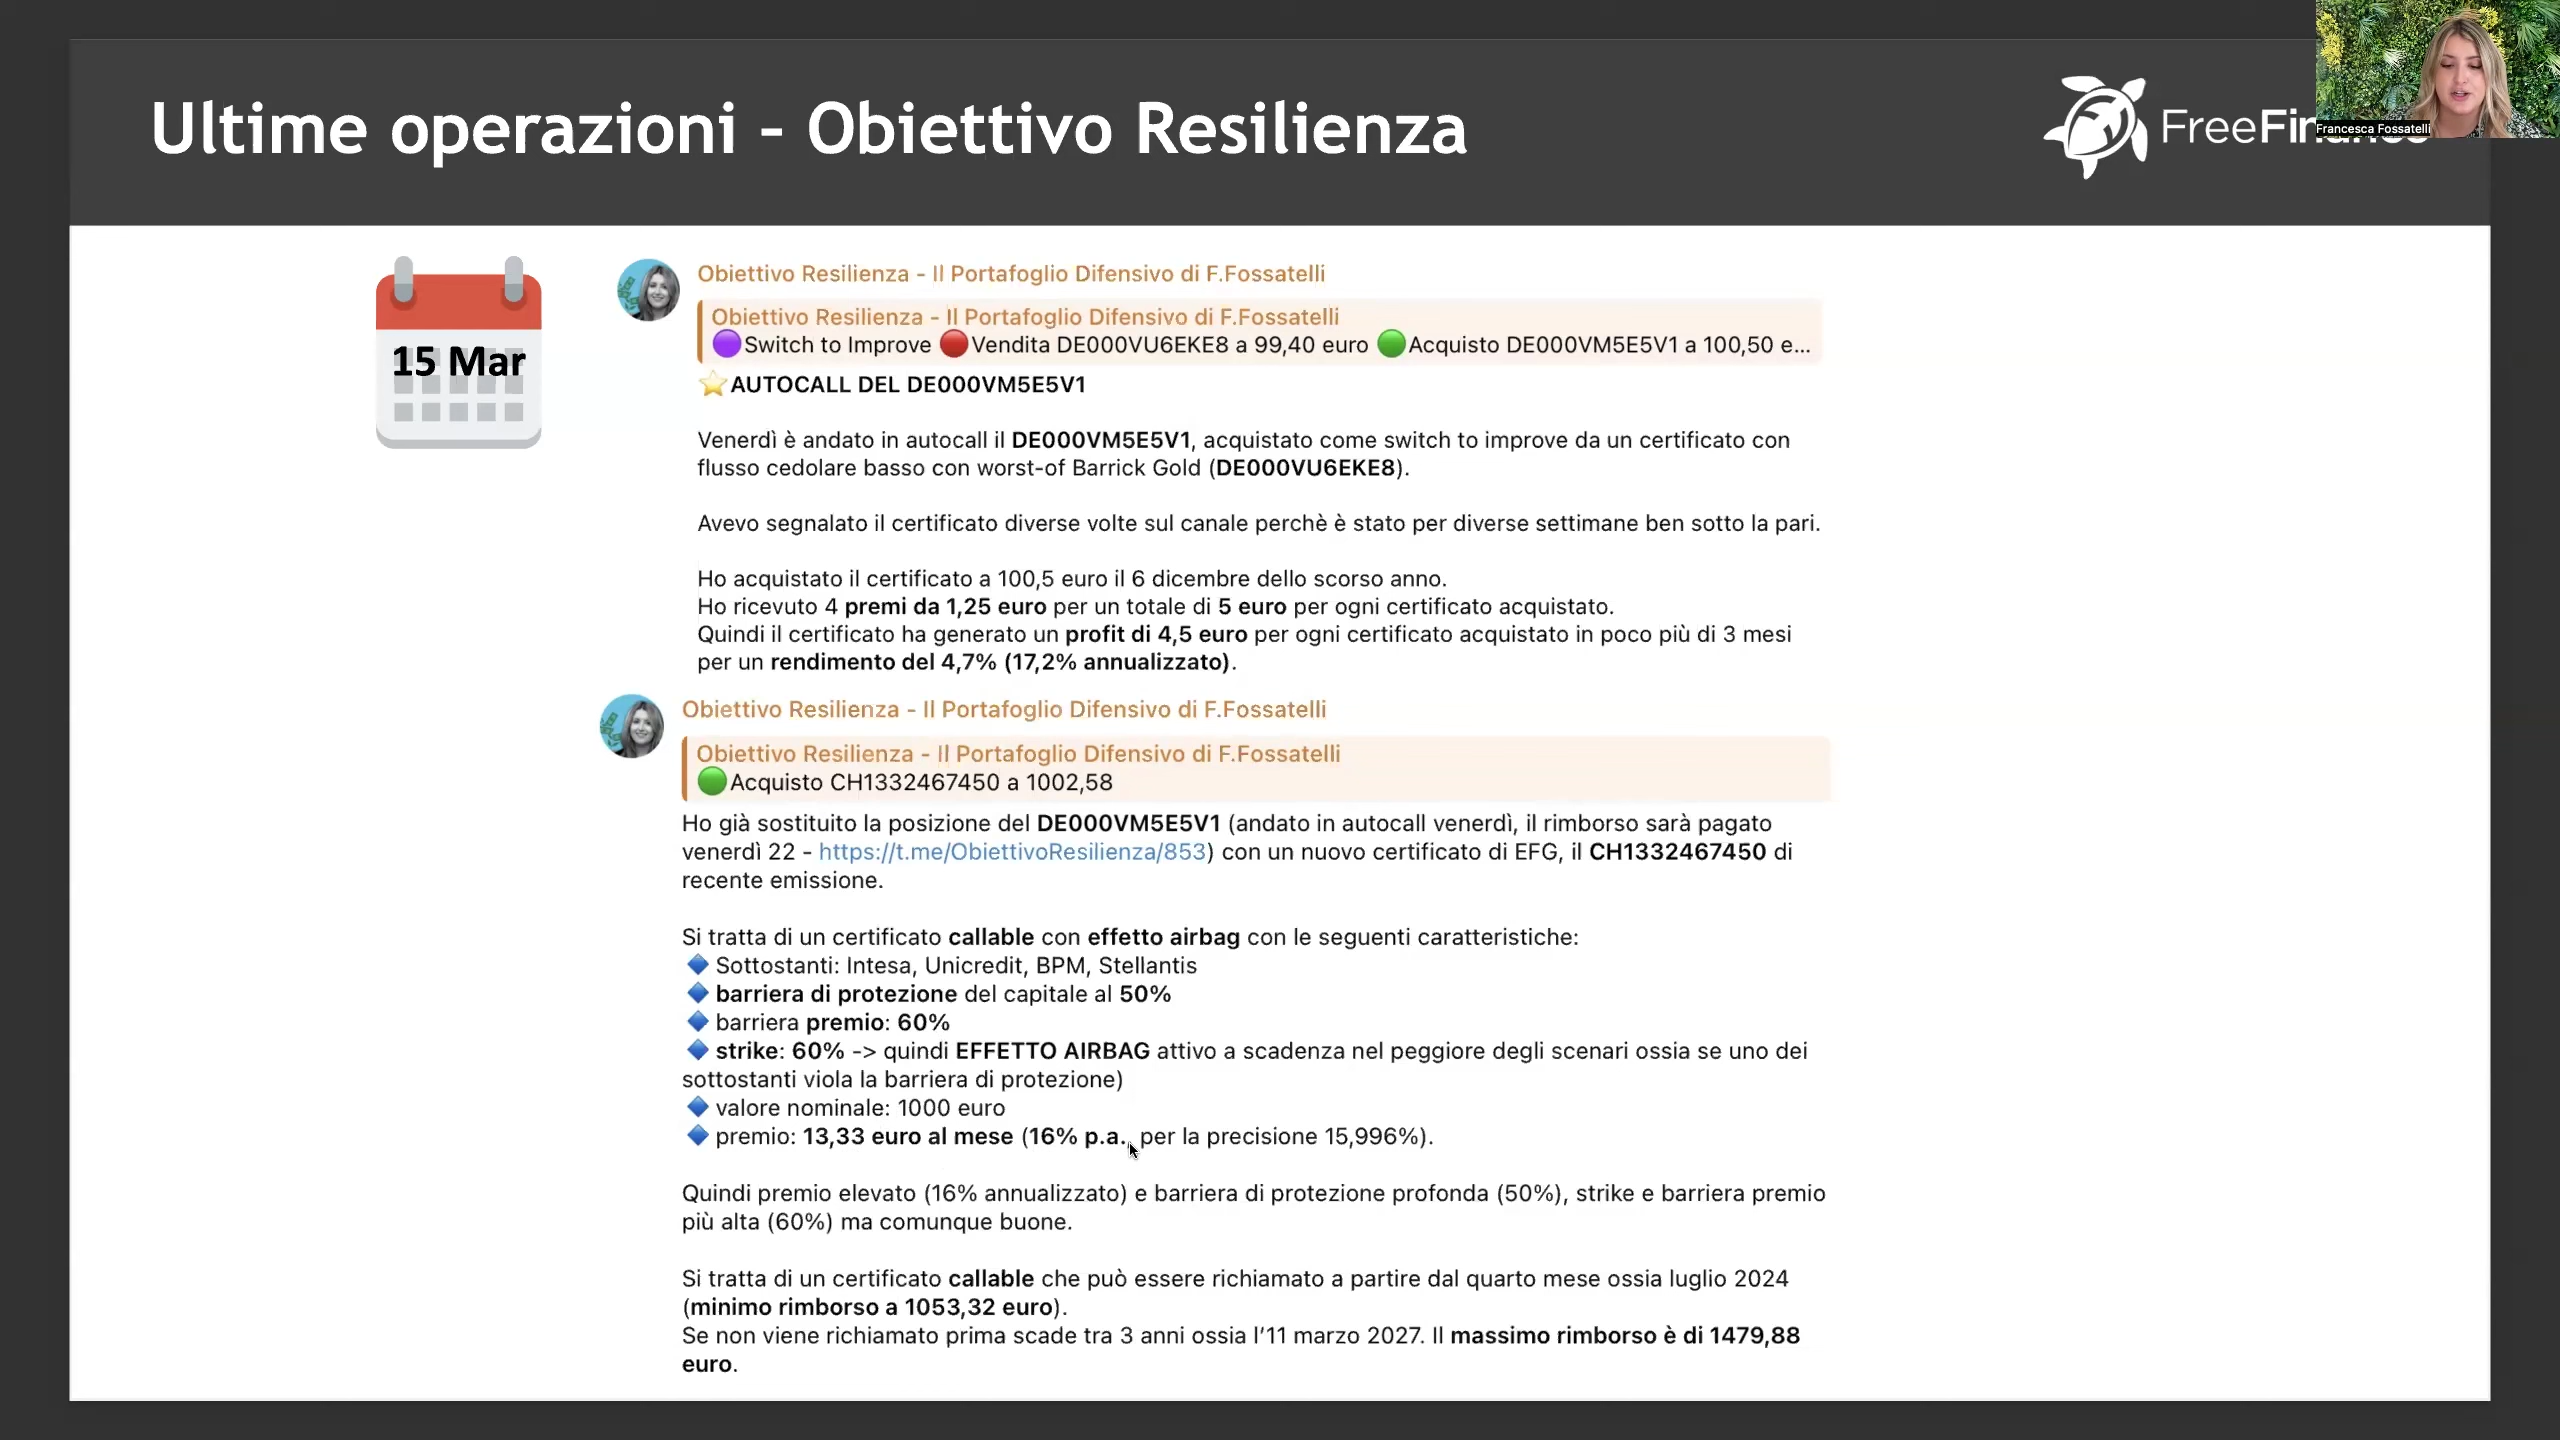 Ultime operazioni - Obiettivo Resilienza
Francesca Fossatelli
15 Mar
Obiettivo Resilienza - Il Portafoglio Difensivo di F.Fossatelli
Obiettivo Resilienza - Il Portafoglio Difensivo di F.Fossatelli
🟣Switch to Improve 🔴Vendita DE000VU6EKE8 a 99,40 euro 🟢Acquisto DE000VM5E5V1 a 100,50 e...
⭐AUTOCALL DEL DE000VM5E5V1
Venerdì è andato in autocall il DE000VM5E5V1, acquistato come switch to improve da un certificato con
flusso cedolare basso con worst-of Barrick Gold (DE000VU6EKE8).
Avevo segnalato il certificato diverse volte sul canale perchè è stato per diverse settimane ben sotto la pari.
Ho acquistato il certificato a 100,5 euro il 6 dicembre dello scorso anno.
Ho ricevuto 4 premi da 1,25 euro per un totale di 5 euro per ogni certificato acquistato.
Quindi il certificato ha generato un profit di 4,5 euro per ogni certificato acquistato in poco più di 3 mesi
per un rendimento del 4,7% (17,2% annualizzato).
Obiettivo Resilienza - Il Portafoglio Difensivo di F.Fossatelli
Obiettivo Resilienza - Il Portafoglio Difensivo di F.Fossatelli
🟢Acquisto CH1332467450 a 1002,58
Ho già sostituito la posizione del DE000VM5E5V1 (andato in autocall venerdì, il rimborso sarà pagato
venerdì 22 - https://t.me/ObiettivoResilienza/853) con un nuovo certificato di EFG, il CH1332467450 di
recente emissione.
Si tratta di un certificato callable con effetto airbag con le seguenti caratteristiche:
🔷 Sottostanti: Intesa, Unicredit, BPM, Stellantis
🔷 barriera di protezione del capitale al 50%
🔷 barriera premio: 60%
🔷 strike: 60% -> quindi EFFETTO AIRBAG attivo a scadenza nel peggiore degli scenari ossia se uno dei
sottostanti viola la barriera di protezione)
🔷 valore nominale: 1000 euro
🔷 premio: 13,33 euro al mese (16% p.a., per la precisione 15,996%).
Quindi premio elevato (16% annualizzato) e barriera di protezione profonda (50%), strike e barriera premio
più alta (60%) ma comunque buone.
Si tratta di un certificato callable che può essere richiamato a partire dal quarto mese ossia luglio 2024
(minimo rimborso a 1053,32 euro).
Se non viene richiamato prima scade tra 3 anni ossia l'11 marzo 2027. Il massimo rimborso è di 1479,88
euro.